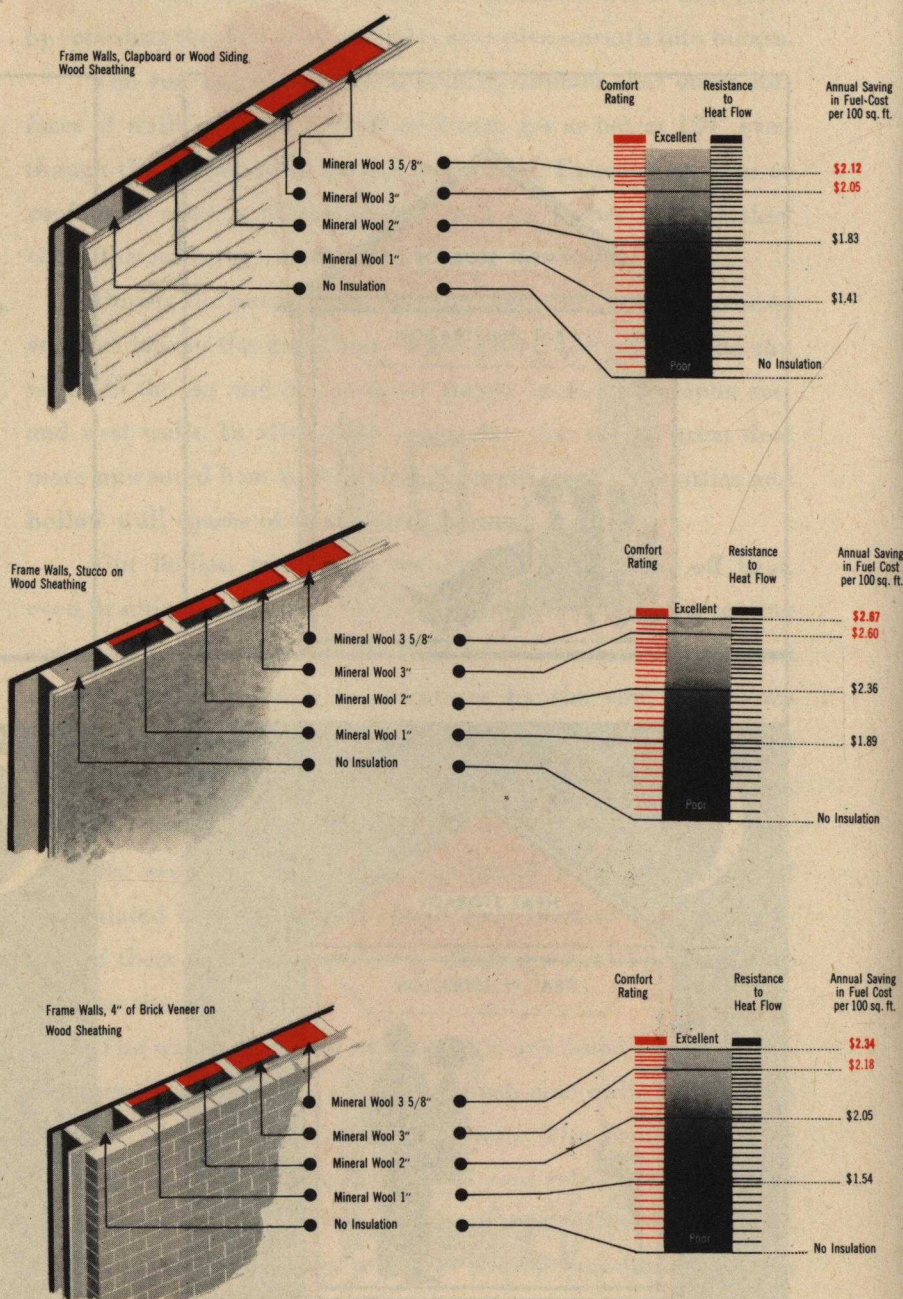 Frame Walls, Clapboard or Wood Siding
Wood Sheathing
Mineral Wool 3 5/8"
Mineral Wool 3"
Mineral Wool 2"
Mineral Wool 1"
No Insulation
Comfort
Rating
Resistance
to
Heat Flow
Annual Saving
in Fuel-Cost
per 100 sq. ft.
Excellent
Poor
$2.12
$2.05
$1.83
$1.41
No Insulation
Frame Walls, Stucco on
Wood Sheathing
Mineral Wool 3 5/8"
Mineral Wool 3"
Mineral Wool 2"
Mineral Wool 1"
No Insulation
Comfort
Rating
Resistance
to
Heat Flow
Annual Saving
in Fuel Cost
per 100 sq. ft.
Excellent
Poor
$2.67
$2.60
$2.36
$1.89
No Insulation
Frame Walls, 4" of Brick Veneer on
Wood Sheathing
Mineral Wool 3 5/8"
Mineral Wool 3"
Mineral Wool 2"
Mineral Wool 1"
No Insulation
Comfort
Rating
Resistance
to
Heat Flow
Annual Saving
in Fuel Cost
per 100 sq. ft.
Excellent
Poor
$2.34
$2.18
$2.05
$1.54
No Insulation